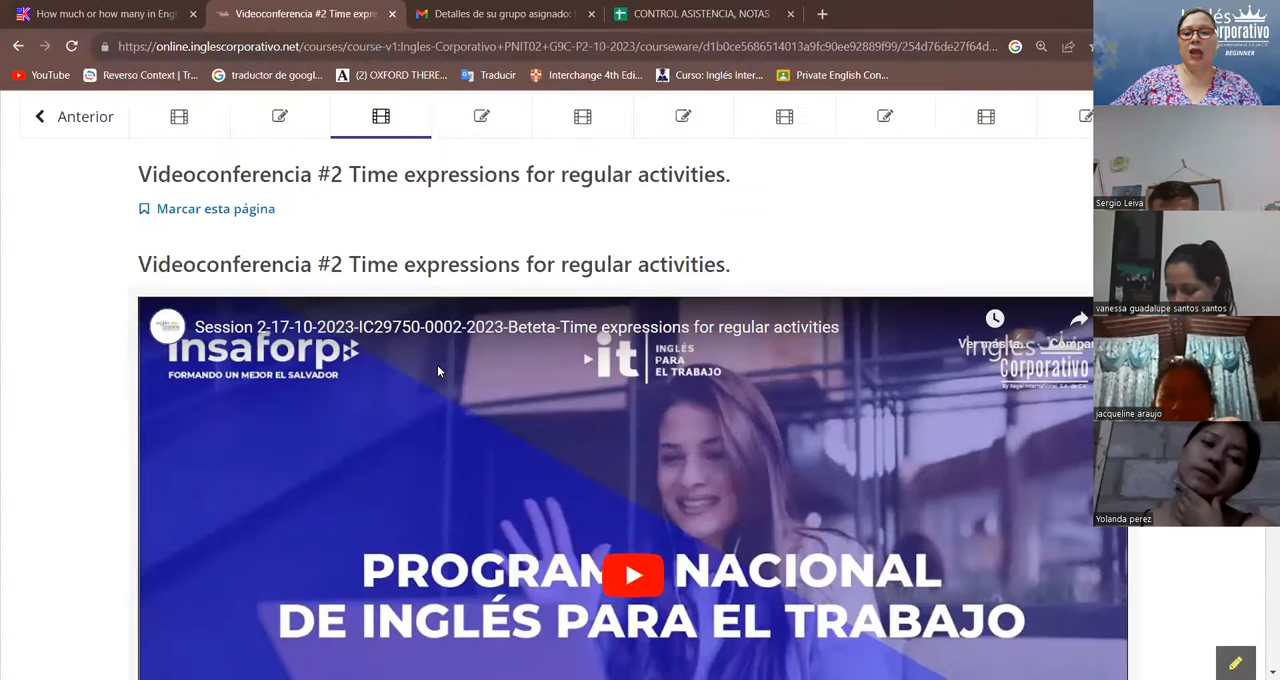 How much or how many in Eng
Videoconferencia #2 Time expre
Detalles de su grupo asignado:
CONTROL ASISTENCIA, NOTAS
https://online.inglescorporativo.net/courses/course-v1:Ingles-Corporativo+PNIT02+G9C-P2-10-2023/courseware/d1b0ce5686514013a9fc90ee92889f99/254d76de27f64d...
YouTube
Reverso Context | Tr...
traductor de googl...
(2) OXFORD THERE...
Traducir
Interchange 4th Edi...
Curso: Inglés Inter...
Private English Con...
Anterior
Videoconferencia #2 Time expressions for regular activities.
Marcar esta página
Videoconferencia #2 Time expressions for regular activities.
Session 2-17-10-2023-IC29750-0002-2023-Beteta-Time expressions for regular activities
insaforp
FORMANDO UN MEJOR EL SALVADOR
it
INGLÉS
PARA
EL TRABAJO
Inglés
Corporativo
PROGRAM NACIONAL
DE INGLÉS PARA EL TRABAJO
BEGINNER
Sergio Leiva
vanessa guadalupe santos santos
jacqueline araujo
Yolanda perez